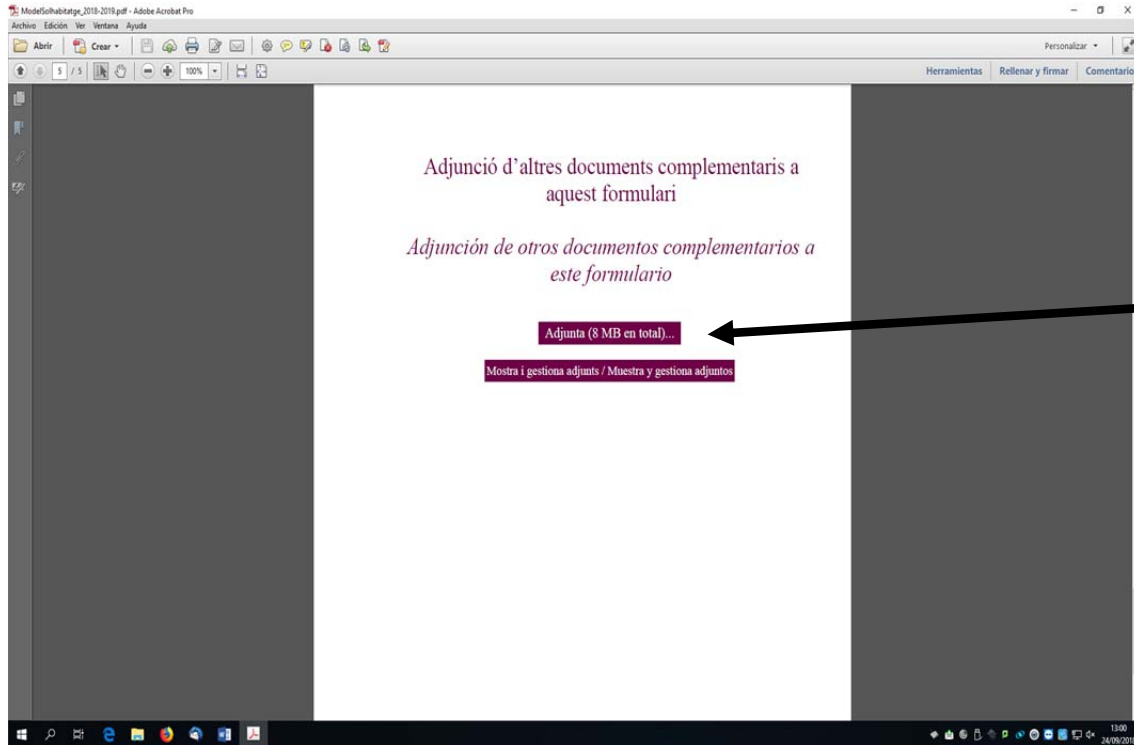 ModelSolhabitatge_2018-2019.pdf - Adobe Acrobat Pro
Archivo Edición Ver Ventana Ayuda
Abrir Crear Personalizar
5 / 5 100% Herramientas Rellenar y firmar Comentario
Adjunció d’altres documents complementaris a
aquest formulari
Adjunción de otros documentos complementarios a
este formulario
Adjunta (8 MB en total)...
Mostra i gestiona adjunts / Muestra y gestiona adjuntos
13:00
24/09/2018